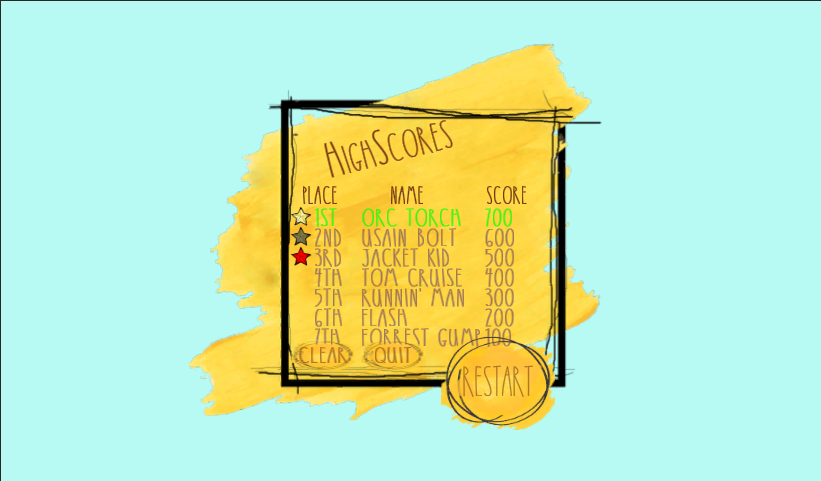 HIGHSCORES
PLACE NAME SCORE
1ST ORC TORCH 700
2ND USAIN BOLT 600
3RD JACKET KID 500
4TH TOM CRUISE 400
5TH RUNNIN' MAN 300
6TH FLASH 200
7TH FORREST GUMP 100
CLEAR QUIT
RESTART